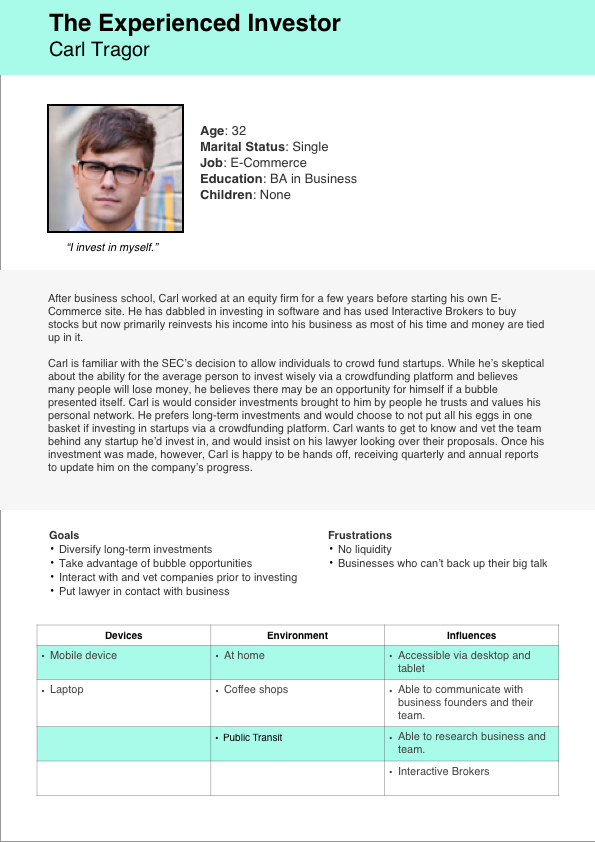 The Experienced Investor
Carl Tragor
Age: 32
Marital Status: Single
Job: E-Commerce
Education: BA in Business
Children: None
“I invest in myself.”
After business school, Carl worked at an equity firm for a few years before starting his own E-
Commerce site. He has dabbled in investing in software and has used Interactive Brokers to buy
stocks but now primarily reinvests his income into his business as most of his time and money are tied
up in it.
Carl is familiar with the SEC’s decision to allow individuals to crowd fund startups. While he’s skeptical
about the ability for the average person to invest wisely via a crowdfunding platform and believes
many people will lose money, he believes there may be an opportunity for himself if a bubble
presented itself. Carl is would consider investments brought to him by people he trusts and values his
personal network. He prefers long-term investments and would choose to not put all his eggs in one
basket if investing in startups via a crowdfunding platform. Carl wants to get to know and vet the team
behind any startup he’d invest in, and would insist on his lawyer looking over their proposals. Once his
investment was made, however, Carl is happy to be hands off, receiving quarterly and annual reports
to update him on the company’s progress.
Goals
• Diversify long-term investments
• Take advantage of bubble opportunities
• Interact with and vet companies prior to investing
• Put lawyer in contact with business
Frustrations
• No liquidity
• Businesses who can’t back up their big talk
Devices Environment Influences
• Mobile device • At home • Accessible via desktop and
tablet
• Laptop • Coffee shops • Able to communicate with
business founders and their
team.
• Public Transit • Able to research business and
team.
• Interactive Brokers